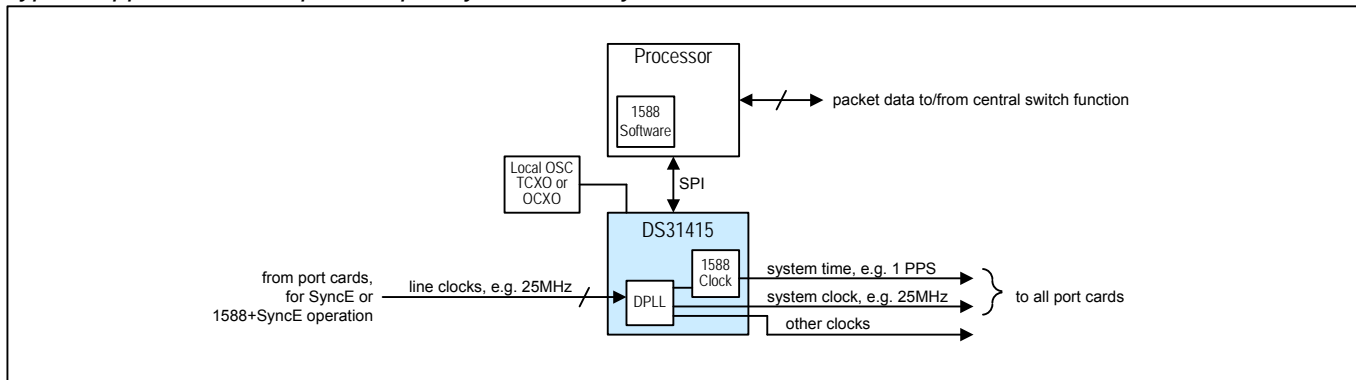 Processor
1588
Software
packet data to/from central switch function
Local OSC
TCXO or
OCXO
SPI
DS31415
1588
Clock
DPLL
from port cards,
for SyncE or
1588+SyncE operation
line clocks, e.g. 25MHz
system time, e.g. 1 PPS
system clock, e.g. 25MHz
other clocks
to all port cards